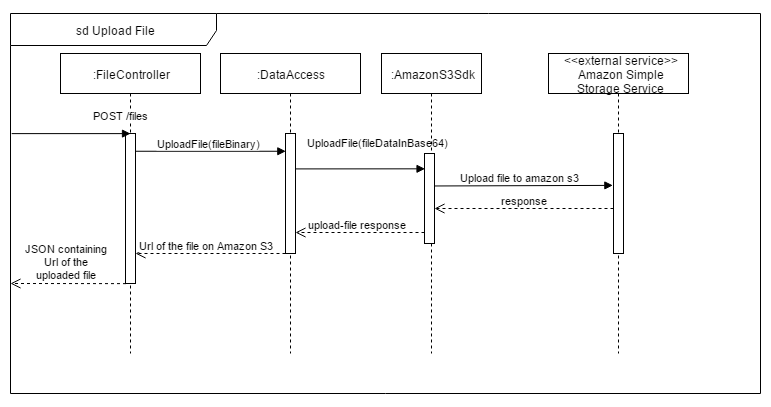 sd Upload File
:FileController
:DataAccess
:AmazonS3Sdk
<<external service>>
Amazon Simple
Storage Service
POST /files
UploadFile(fileBinary)
UploadFile(fileDataInBase64)
Upload file to amazon s3
response
upload-file response
Url of the file on Amazon S3
JSON containing
Url of the
uploaded file